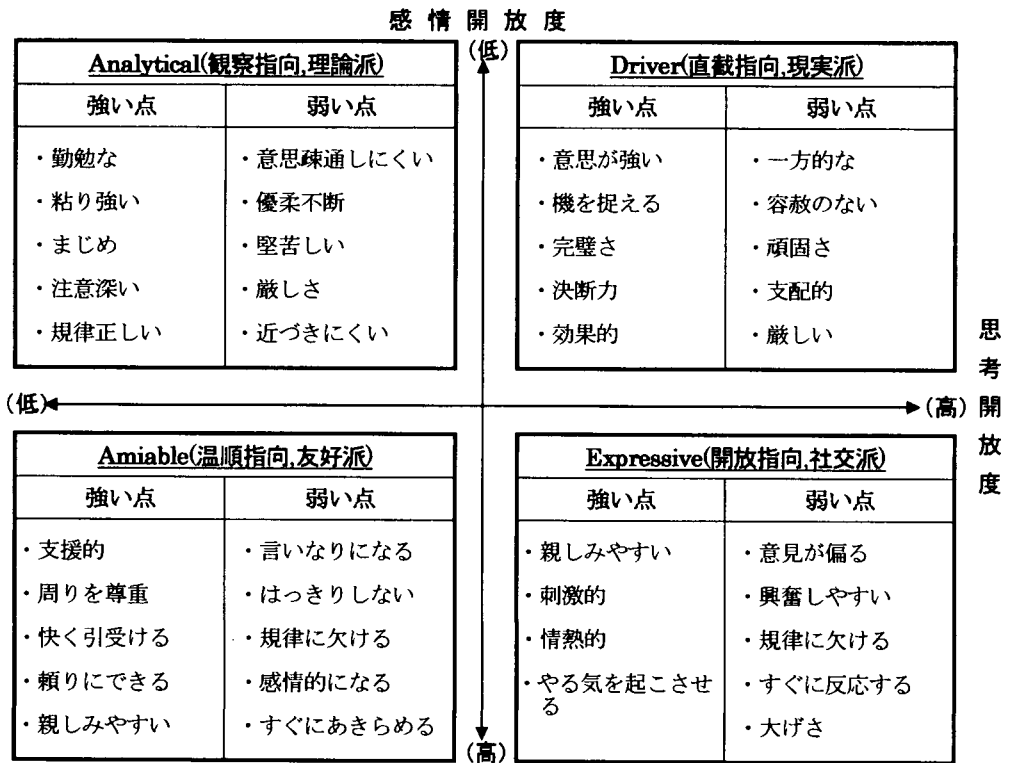 感情開放度
(低)
Analytical(観察指向,理論派)
強い点
弱い点
・勤勉な
・粘り強い
・まじめ
・注意深い
・規律正しい
・意思疎通しにくい
・優柔不断
・堅苦しい
・厳しさ
・近づきにくい
Driver(直截指向,現実派)
強い点
弱い点
・意思が強い
・機を捉える
・完璧さ
・決断力
・効果的
・一方的な
・容赦のない
・頑固さ
・支配的
・厳しい
(低)
(高)
思考開放度
Amiable(温順指向,友好派)
強い点
弱い点
・支援的
・周りを尊重
・快く引受ける
・頼りにできる
・親しみやすい
・言いなりになる
・はっきりしない
・規律に欠ける
・感情的になる
・すぐにあきらめる
Expressive(開放指向,社交派)
強い点
弱い点
・親しみやすい
・刺激的
・情熱的
・やる気を起こさせ
る
・意見が偏る
・興奮しやすい
・規律に欠ける
・すぐに反応する
・大げさ
(高)